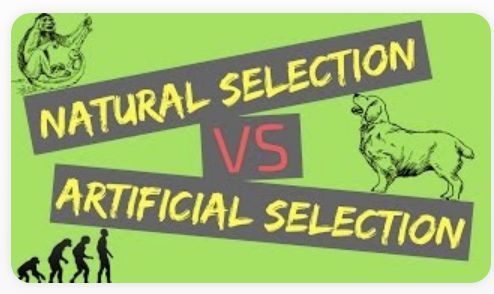 NATURAL SELECTION
VS
ARTIFICIAL SELECTION